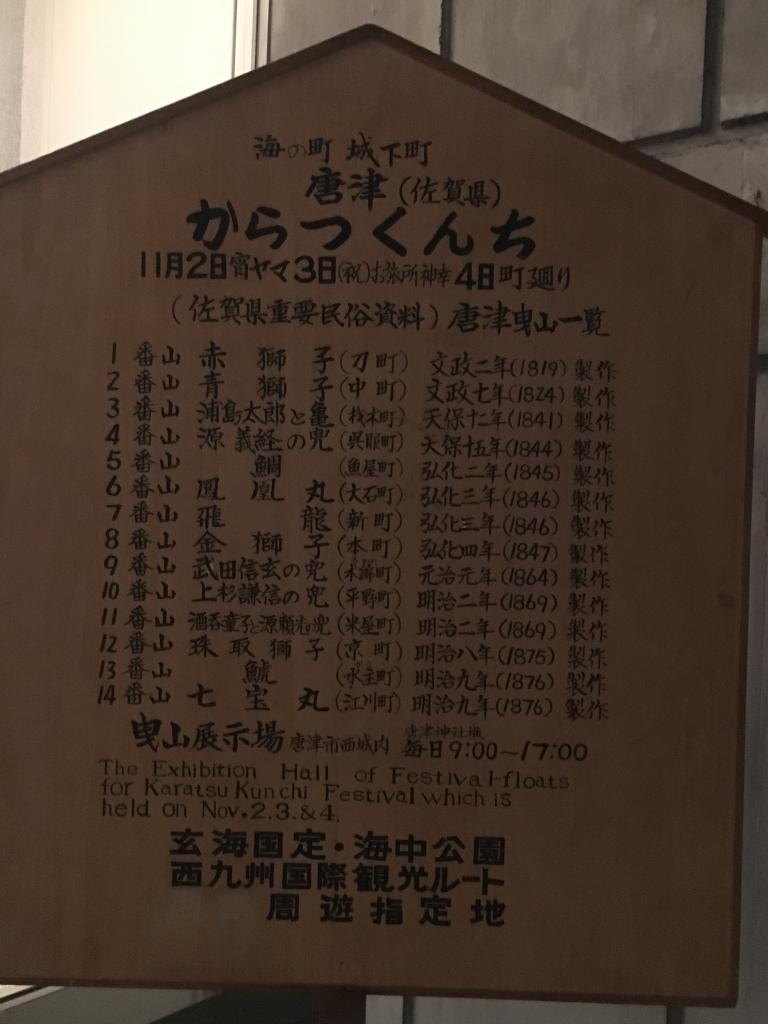 海の町 城下町
唐津(佐賀県)
からつくんち
11月2日宵ヤマ3日(祝)お旅所神幸4日町廻り
(佐賀県重要民俗資料)唐津曳山一覧
1 番山 赤獅子(刀町) 文政二年(1819)製作
2 番山 青獅子(中町) 文政七年(1824)製作
3 番山 浦島太郎と亀(材木町) 天保十二年(1841)製作
4 番山 源義経の兜(呉服町) 天保十五年(1844)製作
5 番山 鯛(魚屋町) 弘化二年(1845)製作
6 番山 鳳凰丸(大石町) 弘化三年(1846)製作
7 番山 飛龍(新町) 弘化三年(1846)製作
8 番山 金獅子(本町) 弘化四年(1847)製作
9 番山 武田信玄の兜(木綿町) 元治元年(1864)製作
10 番山 上杉謙信の兜(平野町) 明治二年(1869)製作
11 番山 酒呑童子と源頼光の兜(米屋町) 明治二年(1869)製作
12 番山 珠取獅子(京町) 明治八年(1875)製作
13 番山 鯱(水主町) 明治九年(1876)製作
14 番山 七宝丸(江川町) 明治九年(1876)製作
曳山展示場 唐津市西城内 唐津神社横 毎日9:00～17:00
The Exhibition Hall of Festival-floats
for Karatsu Kunchi Festival which is
held on Nov.2.3.&4.
玄海国定・海中公園
西九州国際観光ルート
周遊指定地